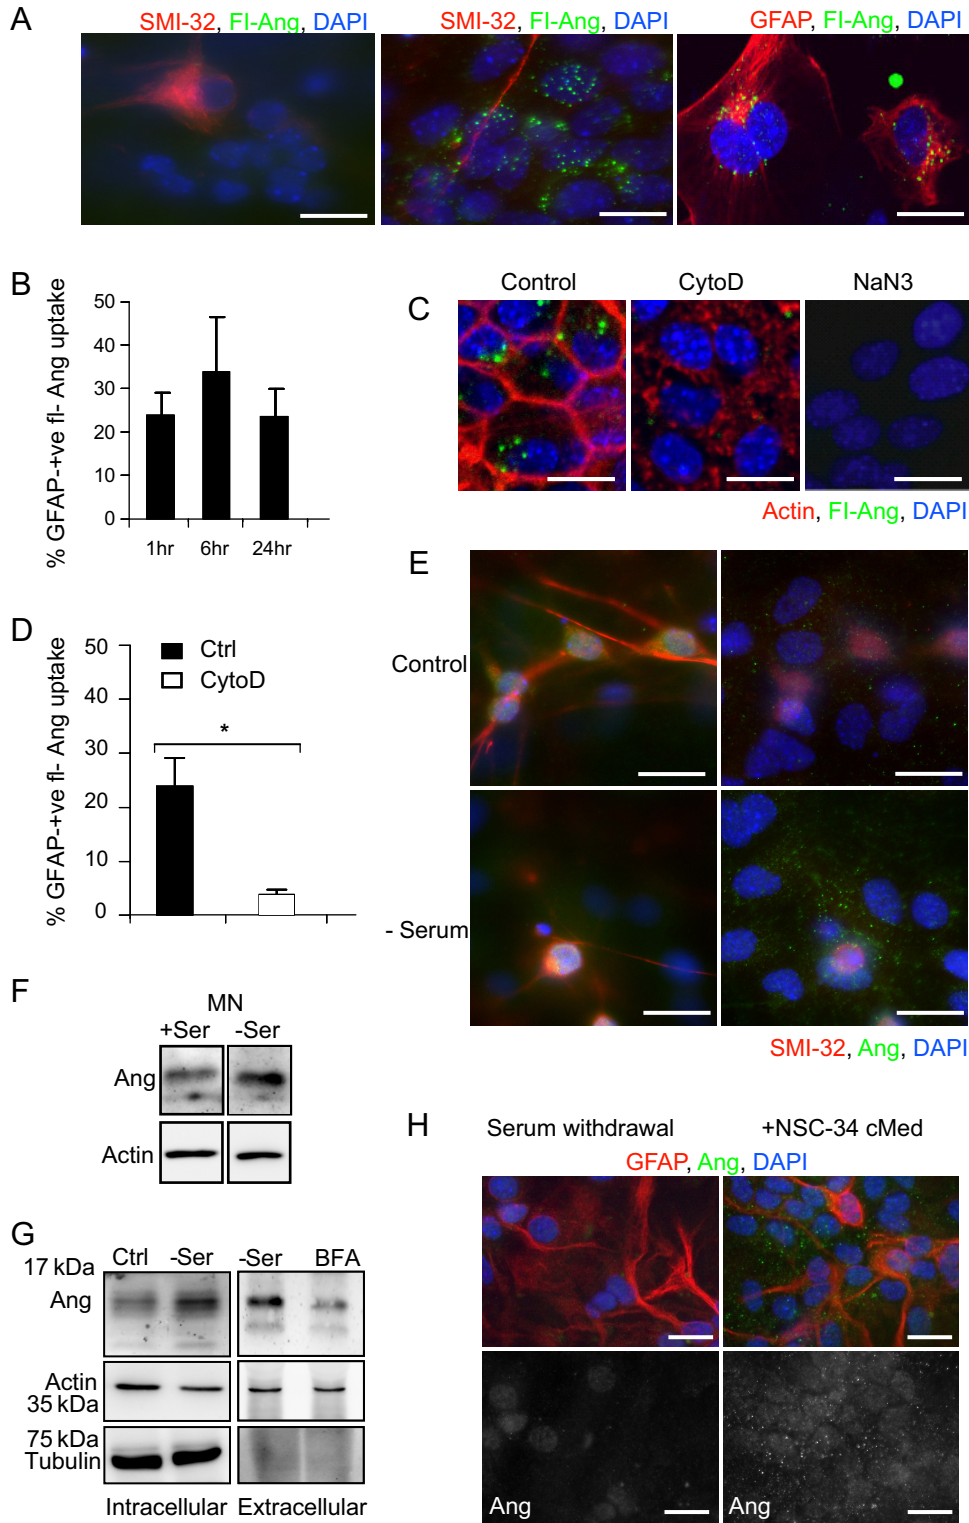 A
SMI-32, Fl-Ang, DAPI
SMI-32, Fl-Ang, DAPI
GFAP, Fl-Ang, DAPI
B
% GFAP-+ve fl- Ang uptake
50
40
30
20
10
0
1hr 6hr 24hr
C
Control CytoD NaN3
Actin, Fl-Ang, DAPI
D
% GFAP-+ve fl- Ang uptake
50
40
30
20
10
0
Ctrl
CytoD
*
E
Control
- Serum
SMI-32, Ang, DAPI
F
MN
+Ser -Ser
Ang
Actin
G
Ctrl -Ser -Ser BFA
17 kDa
Ang
Actin
35 kDa
75 kDa
Tubulin
Intracellular Extracellular
H
Serum withdrawal +NSC-34 cMed
GFAP, Ang, DAPI
Ang Ang